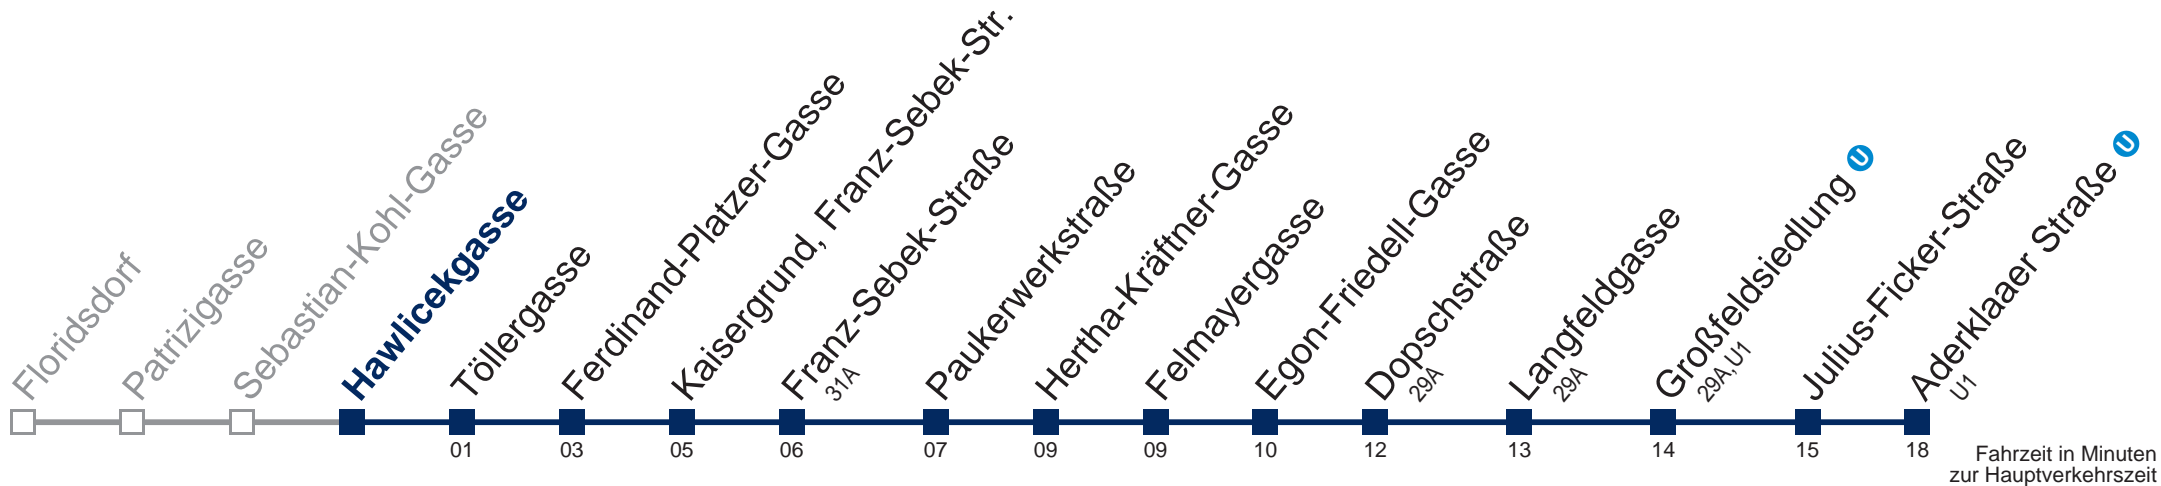 Floridsdorf
Patrizigasse
Sebastian-Kohl-Gasse
Hawlicekgasse
Töllergasse
Ferdinand-Platzer-Gasse
Kaisergrund, Franz-Sebek-Str.
Franz-Sebek-Straße
31A
Paukerwerkstraße
Hertha-Kräftner-Gasse
Felmayergasse
Egon-Friedell-Gasse
Dopschstraße
29A
Langfeldgasse
29A
Großfeldsiedlung U
29A,U1
Julius-Ficker-Straße
Aderklaaer Straße U
U1
01 03 05 06 07 09 09 10 12 13 14 15 18
Fahrzeit in Minuten
zur Hauptverkehrszeit